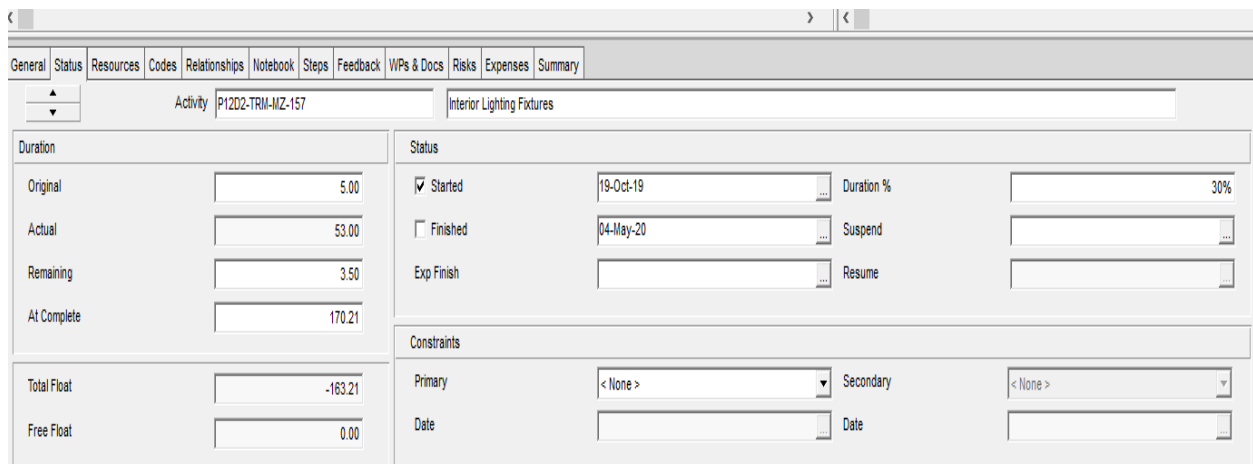 General Status Resources Codes Relationships Notebook Steps Feedback WPs & Docs Risks Expenses Summary
Activity P12D2-TRM-MZ-157 Interior Lighting Fixtures
Duration
Original 5.00
Actual 53.00
Remaining 3.50
At Complete 170.21
Total Float -163.21
Free Float 0.00
Status
Started 19-Oct-19 Duration % 30%
Finished 04-May-20 Suspend
Exp Finish Resume
Constraints
Primary < None > Secondary < None >
Date Date